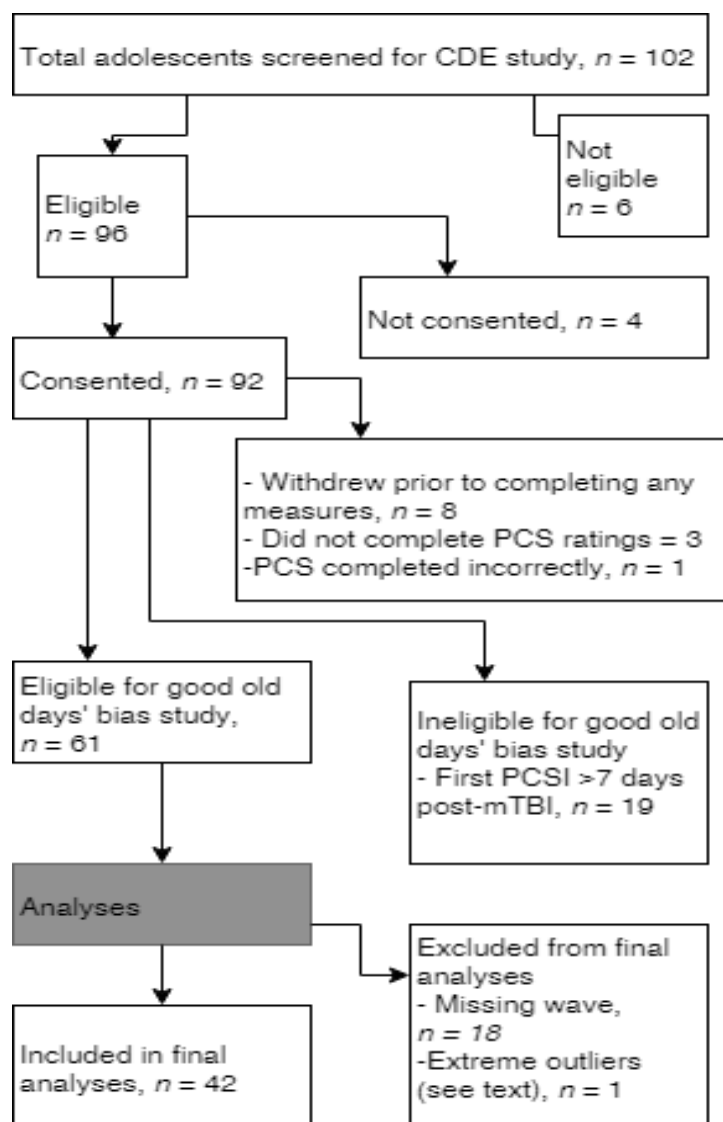 Total adolescents screened for CDE study, n = 102
Not
eligible
n = 6
Eligible
n = 96
Not consented, n = 4
Consented, n = 92
- Withdrew prior to completing any
measures, n = 8
- Did not complete PCS ratings = 3
-PCS completed incorrectly, n = 1
Eligible for good old
days' bias study,
n = 61
Ineligible for good old
days' bias study
- First PCSI >7 days
post-mTBI, n = 19
Analyses
Excluded from final
analyses
- Missing wave,
n = 18
-Extreme outliers
(see text), n = 1
Included in final
analyses, n = 42